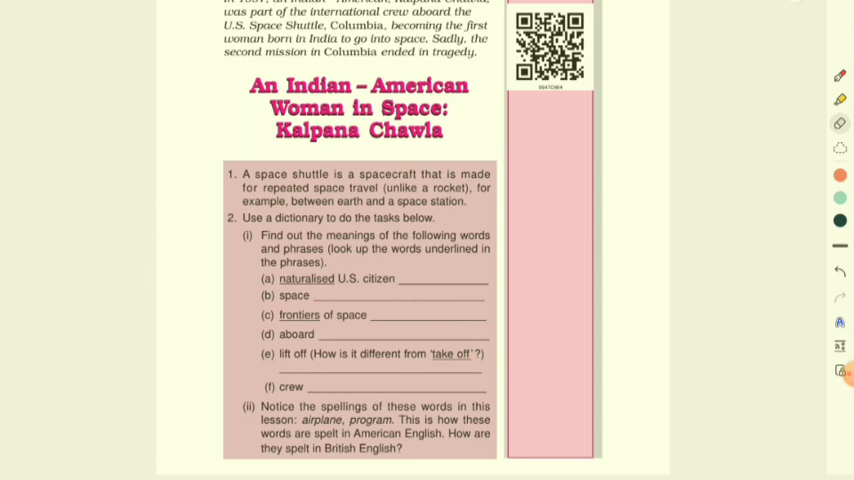 was part of the international crew aboard the
U.S. Space Shuttle, Columbia, becoming the first
woman born in India to go into space. Sadly, the
second mission in Columbia ended in tragedy.
An Indian – American
Woman in Space:
Kalpana Chawla
1. A space shuttle is a spacecraft that is made
for repeated space travel (unlike a rocket), for
example, between earth and a space station.
2. Use a dictionary to do the tasks below.
(i) Find out the meanings of the following words
and phrases (look up the words underlined in
the phrases).
(a) naturalised U.S. citizen
(b) space
(c) frontiers of space
(d) aboard
(e) lift off (How is it different from ‘take off’?)
(f) crew
(ii) Notice the spellings of these words in this
lesson: airplane, program. This is how these
words are spelt in American English. How are
they spelt in British English?